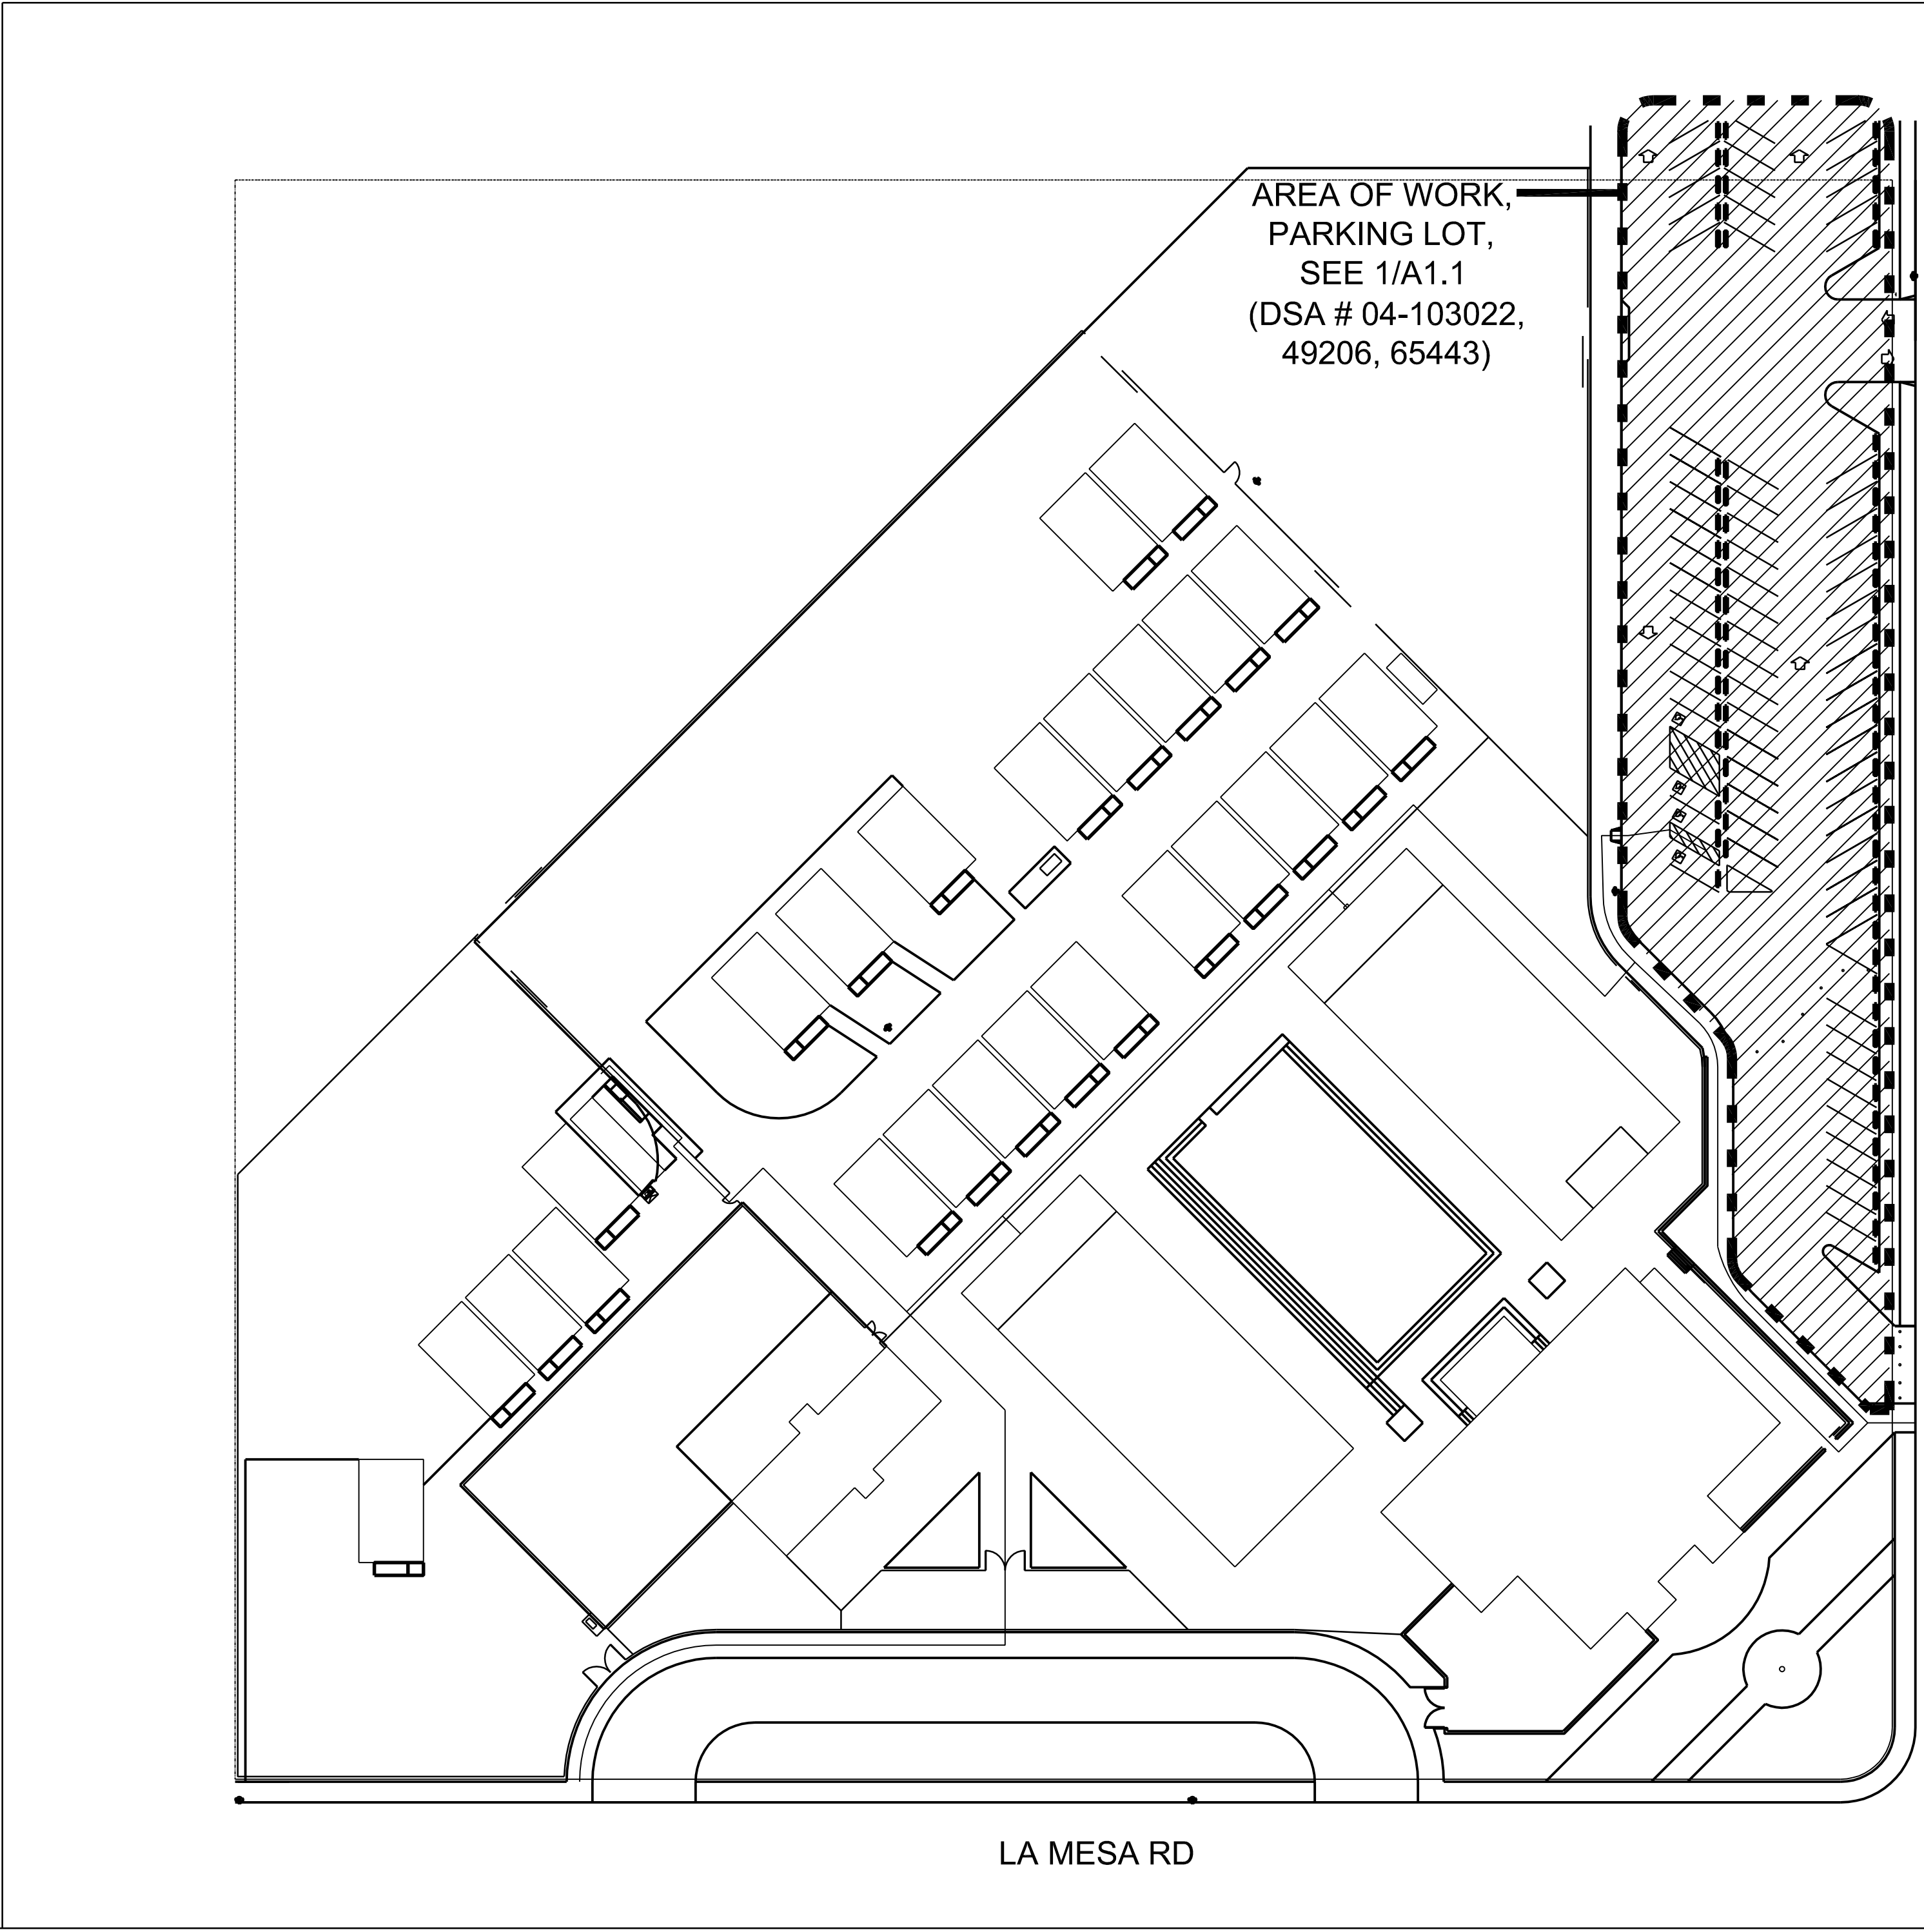 AREA OF WORK,
PARKING LOT,
SEE 1/A1.1
(DSA # 04-103022,
49206, 65443)
LA MESA RD